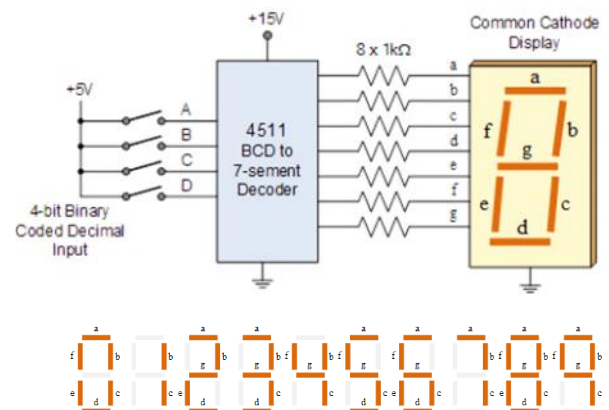 +15V
Common Cathode
Display
8 x 1kΩ
+5V
A
B
C
D
4511
BCD to
7-sement
Decoder
4-bit Binary
Coded Decimal
Input
a
b
c
d
e
f
g
a
f b
g
e c
d
a a a a a a a a
f b b g b g b f g b f g f g b f g b f g b
e d c c e d d c c d c e d c c e d c c